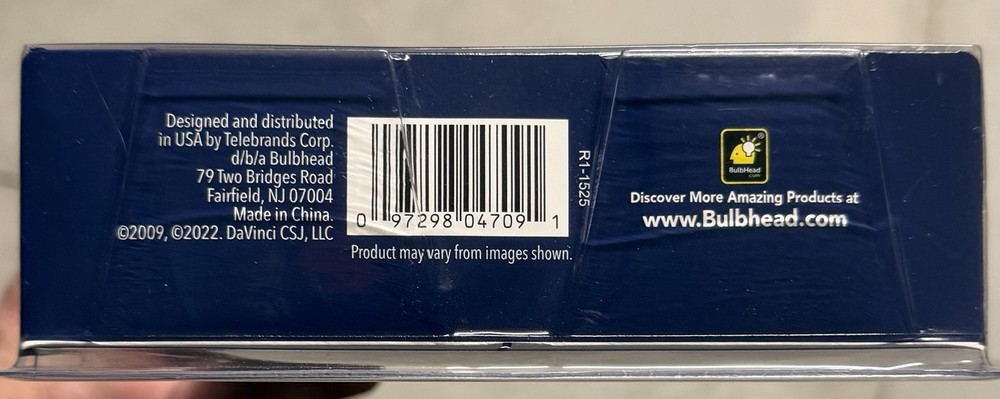 Designed and distributed
in USA by Telebrands Corp.
d/b/a Bulbhead
79 Two Bridges Road
Fairfield, NJ 07004
Made in China.
©2009, ©2022. DaVinci CSJ, LLC
0 97298 04709 1
Product may vary from images shown.
R1-1525
BulbHead
.com
Discover More Amazing Products at
www.Bulbhead.com